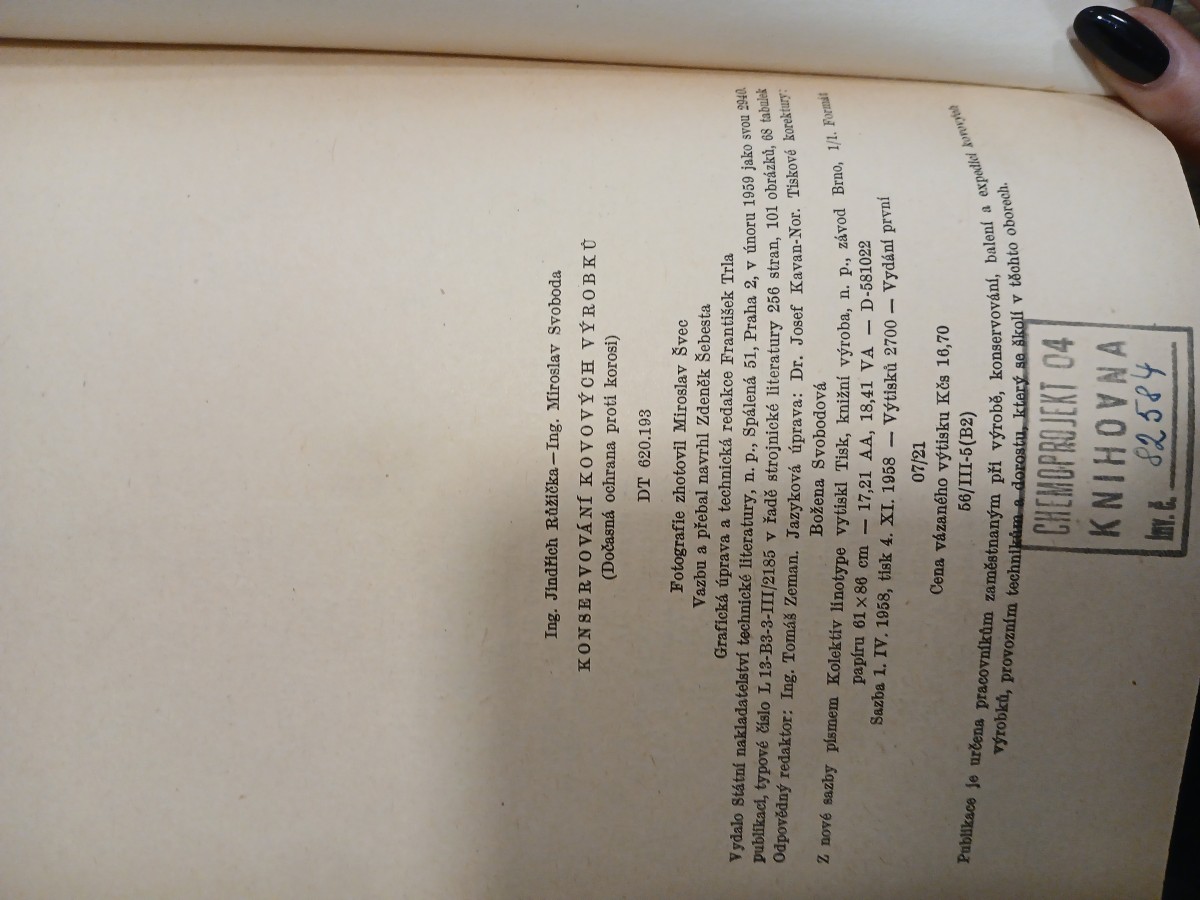 Ing. Jindřich Růžička—Ing. Miroslav Svoboda
KONSERVOVÁNÍ KOVOVÝCH VÝROBKŮ
(Dočasná ochrana proti korosi)
DT 620.193
Fotografie zhotovil Miroslav Švec
Vazbu a přebal navrhl Zdeněk Šebesta
Grafická úprava a technická redakce František Trla
Vydalo Státní nakladatelství technické literatury, n. p., Spálená 51, Praha 2, v únoru 1959 jako svou 2940.
publikaci, typové číslo L 13-B3-3-III/2185 v řadě strojnické literatury 256 stran, 101 obrázků, 68 tabulek
Odpovědný redaktor: Ing. Tomáš Zeman. Jazyková úprava: Dr. Josef Kavan-Nor. Tiskové korektury:
Božena Svobodová
Z nové sazby písmem Kolektiv linotype vytiskl Tisk, knižní výroba, n. p., závod Brno, 1/1. Formát
papíru 61×86 cm — 17,21 AA, 18,41 VA — D-581022
Sazba 1. IV. 1958, tisk 4. XI. 1958 — Výtisků 2700 — Vydání první
07/21
Cena vázaného výtisku Kčs 16,70
56/III-5(B2)
Publikace je určena pracovníkům zaměstnaným při výrobě, konservování, balení a expedici kovových
výrobků, provozním technikům a dorostu, který se školí v těchto oborech.
CHEMOPROJEKT 04
KNIHOVNA
Inv. č. 82584